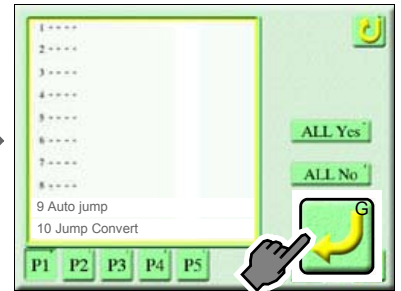 1 ----
2 ----
3 ----
4 ----
5 ----
6 ----
7 ----
8 ----
9 Auto jump
10 Jump Convert
ALL Yes
ALL No
G
P1 P2 P3 P4 P5